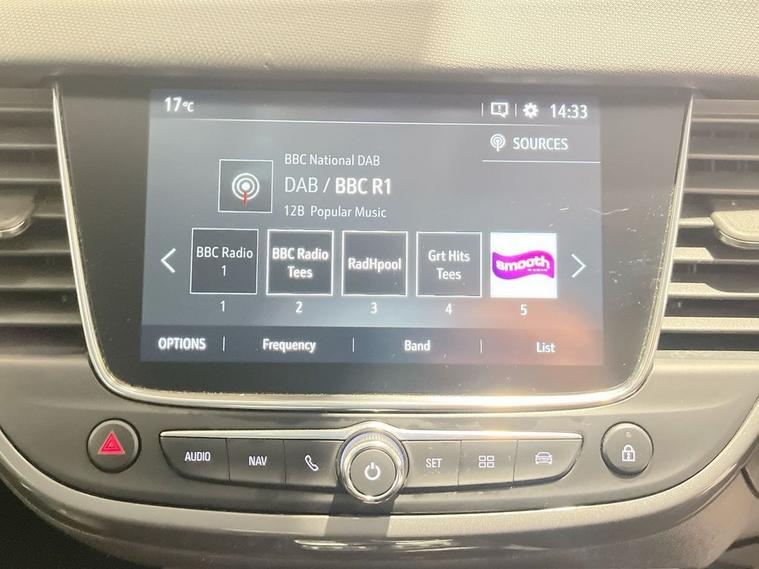 17°C
14:33
SOURCES
BBC National DAB
DAB / BBC R1
12B Popular Music
BBC Radio
1
BBC Radio
Tees
RadHpool
Grt Hits
Tees
smooth
1
2
3
4
5
OPTIONS
Frequency
Band
List
AUDIO
NAV
SET